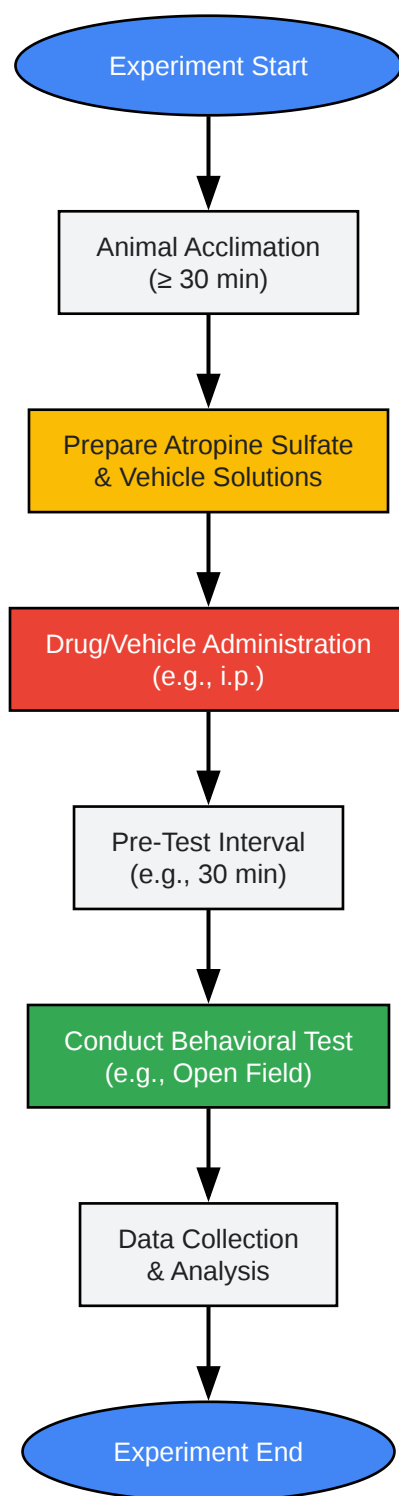 Experiment Start
Animal Acclimation
(≥ 30 min)
Prepare Atropine Sulfate
& Vehicle Solutions
Drug/Vehicle Administration
(e.g., i.p.)
Pre-Test Interval
(e.g., 30 min)
Conduct Behavioral Test
(e.g., Open Field)
Data Collection
& Analysis
Experiment End